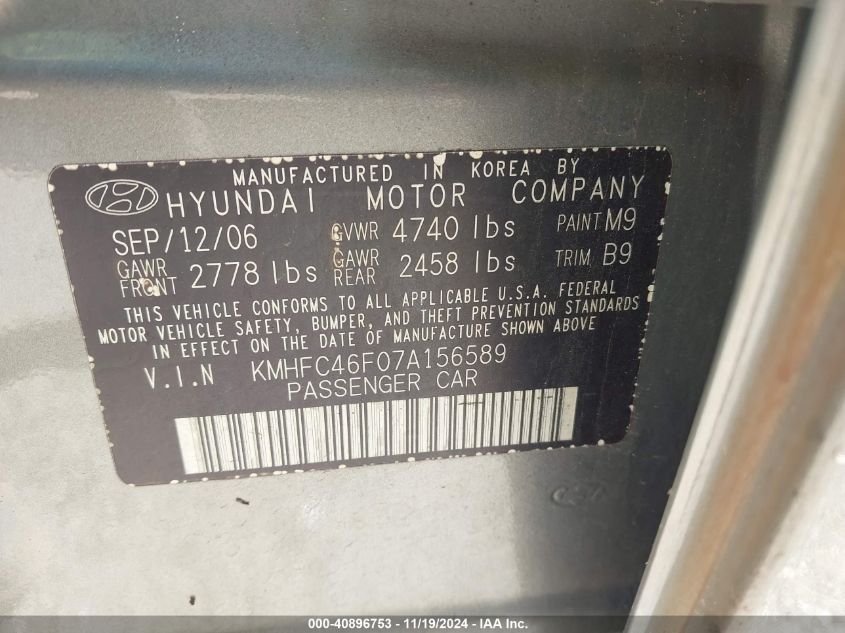 MANUFACTURED IN KOREA BY
HYUNDAI MOTOR COMPANY
SEP/12/06 GVWR 4740 lbs PAINT M9
GAWR FRONT 2778 lbs GAWR REAR 2458 lbs TRIM B9
THIS VEHICLE CONFORMS TO ALL APPLICABLE U.S.A. FEDERAL
MOTOR VEHICLE SAFETY, BUMPER, AND THEFT PREVENTION STANDARDS
IN EFFECT ON THE DATE OF MANUFACTURE SHOWN ABOVE
V.I.N KMHFC46F07A156589
PASSENGER CAR
000-40896753 - 11/19/2024 - © IAA, Inc.